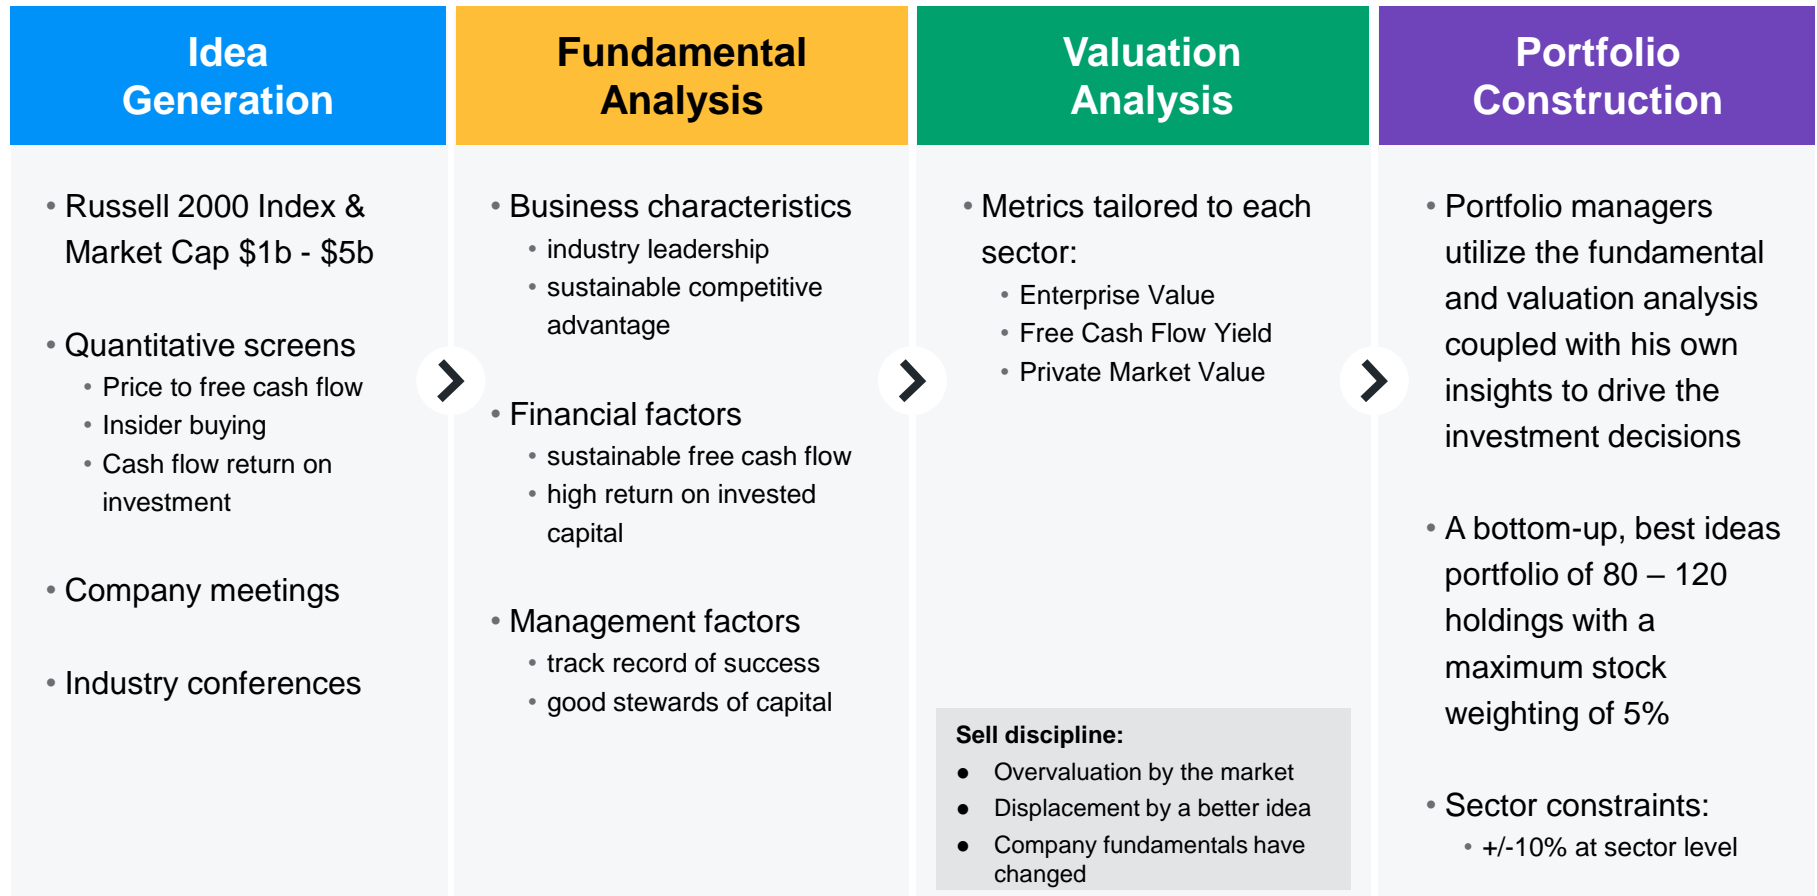 Idea
Generation
• Russell 2000 Index &
Market Cap $1b - $5b
• Quantitative screens
• Price to free cash flow
• Insider buying
• Cash flow return on
investment
• Company meetings
• Industry conferences
Fundamental
Analysis
• Business characteristics
• industry leadership
• sustainable competitive
advantage
• Financial factors
• sustainable free cash flow
• high return on invested
capital
• Management factors
• track record of success
• good stewards of capital
Valuation
Analysis
• Metrics tailored to each
sector:
• Enterprise Value
• Free Cash Flow Yield
• Private Market Value
Sell discipline:
● Overvaluation by the market
● Displacement by a better idea
● Company fundamentals have
changed
Portfolio
Construction
• Portfolio managers
utilize the fundamental
and valuation analysis
coupled with his own
insights to drive the
investment decisions
• A bottom-up, best ideas
portfolio of 80 – 120
holdings with a
maximum stock
weighting of 5%
• Sector constraints:
• +/-10% at sector level